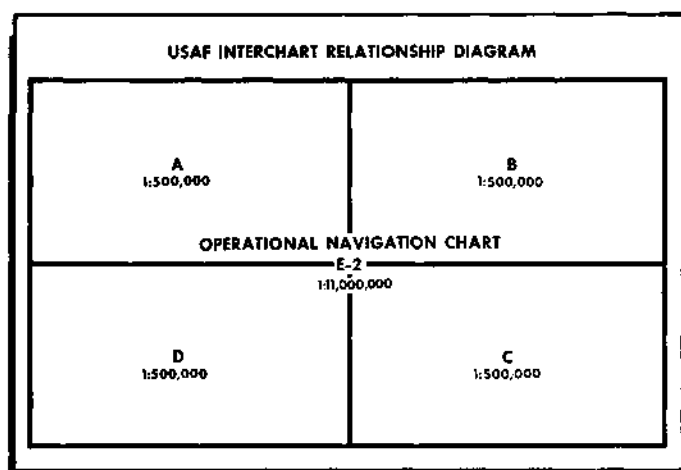 USAF INTERCHART RELATIONSHIP DIAGRAM
A
1:500,000
B
1:500,000
OPERATIONAL NAVIGATION CHART
E-2
1:11,000,000
D
1:500,000
C
1:500,000